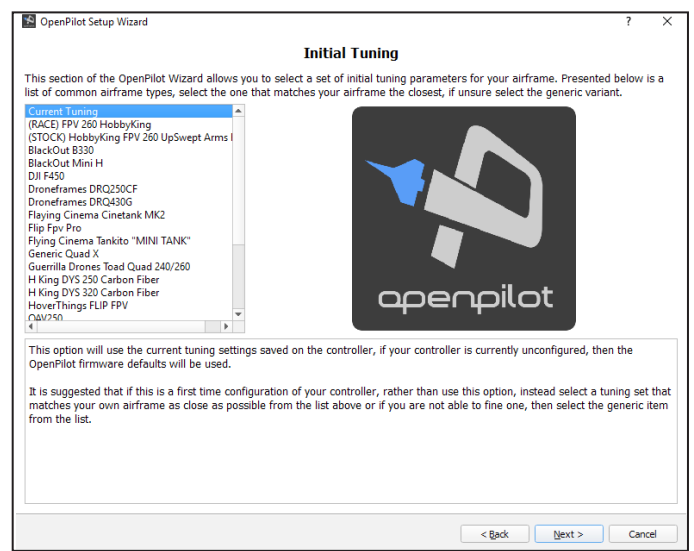 OpenPilot Setup Wizard
Initial Tuning
This section of the OpenPilot Wizard allows you to select a set of initial tuning parameters for your airframe. Presented below is a
list of common airframe types, select the one that matches your airframe the closest, if unsure select the generic variant.
Current Tuning
(RACE) FPV 260 HobbyKing
(STOCK) HobbyKing FPV 260 UpSwept Arms
BlackOut B330
BlackOut Mini H
DJI F450
Droneframes DRQ250CF
Droneframes DRQ430G
Flaying Cinema Cinetank MK2
Flip Fpv Pro
Flying Cinema Tankito "MINI TANK"
Generic Quad X
Guerrilla Drones Toad Quad 240/260
H King DYS 250 Carbon Fiber
H King DYS 320 Carbon Fiber
HoverThings FLIP FPV
QAV250
openpilot
This option will use the current tuning settings saved on the controller, if your controller is currently unconfigured, then the
OpenPilot firmware defaults will be used.
It is suggested that if this is a first time configuration of your controller, rather than use this option, instead select a tuning set that
matches your own airframe as close as possible from the list above or if you are not able to fine one, then select the generic item
from the list.
< Back
Next >
Cancel